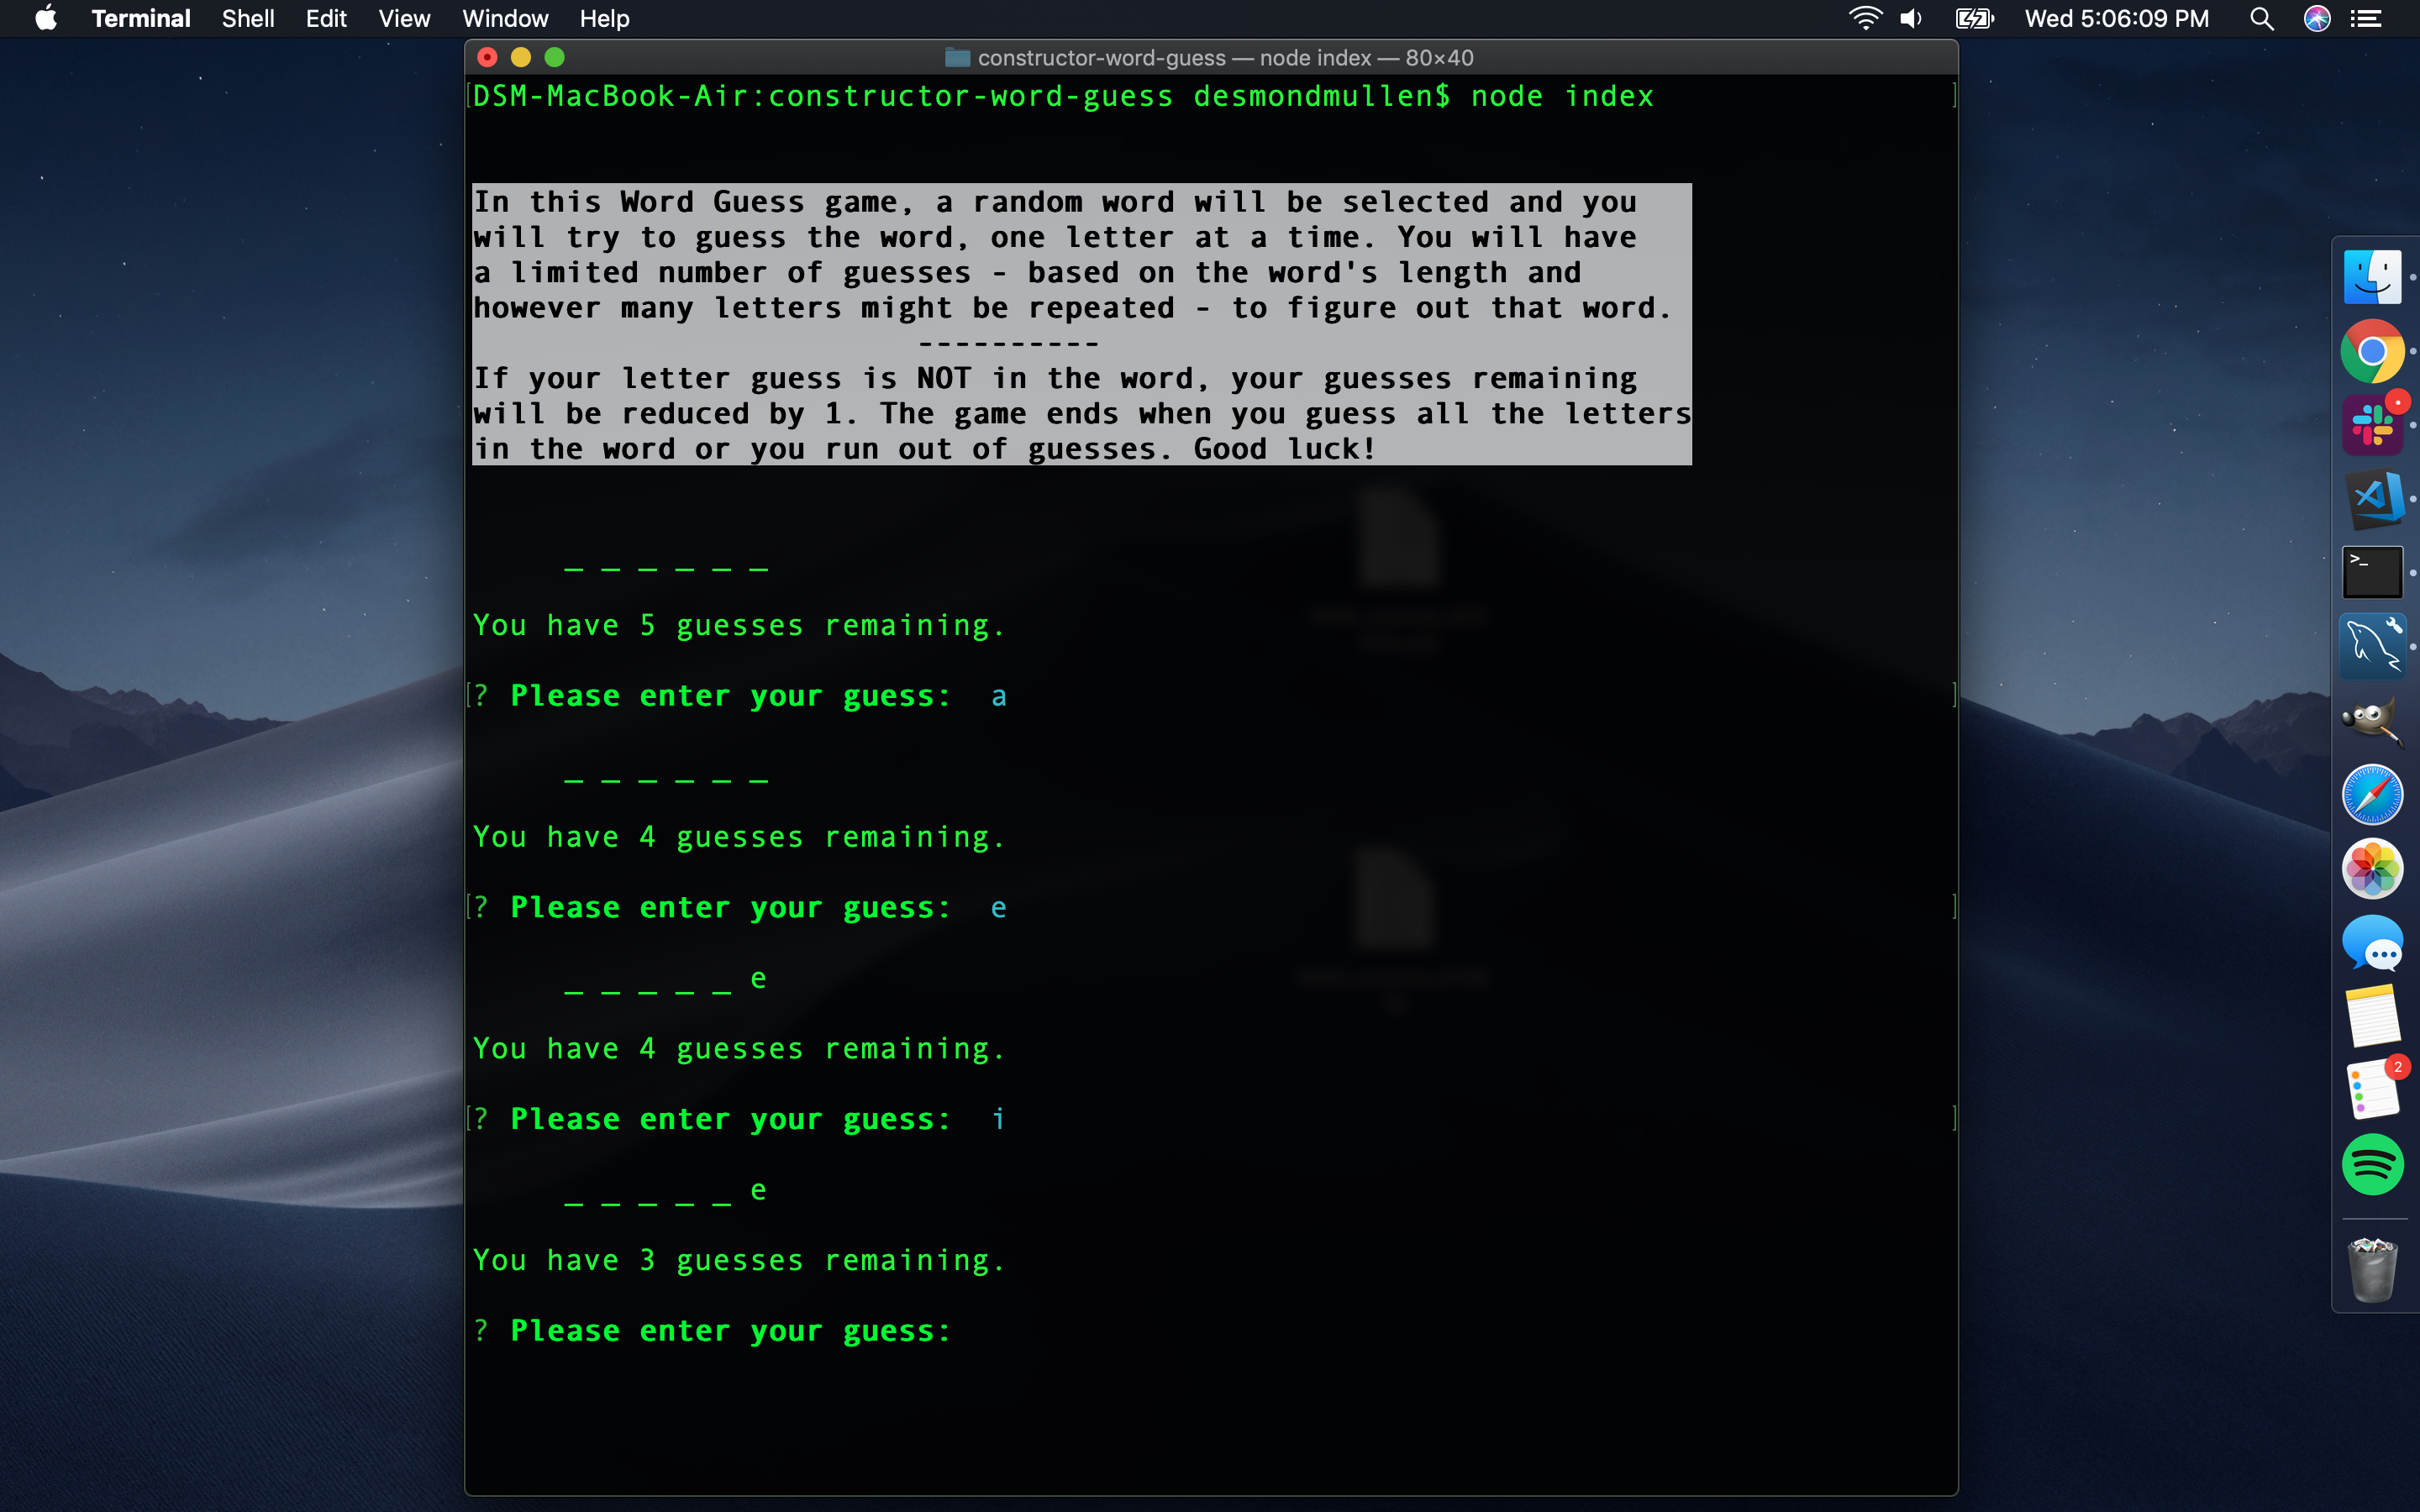 Terminal Shell Edit View Window Help Wed 5:06:09 PM
constructor-word-guess — node index — 80×40
DSM-MacBook-Air:constructor-word-guess desmondmullen$ node index
In this Word Guess game, a random word will be selected and you
will try to guess the word, one letter at a time. You will have
a limited number of guesses - based on the word's length and
however many letters might be repeated - to figure out that word.
----------
If your letter guess is NOT in the word, your guesses remaining
will be reduced by 1. The game ends when you guess all the letters
in the word or you run out of guesses. Good luck!
_ _ _ _ _ _
You have 5 guesses remaining.
? Please enter your guess: a
_ _ _ _ _ _
You have 4 guesses remaining.
? Please enter your guess: e
_ _ _ _ _ e
You have 4 guesses remaining.
? Please enter your guess: i
_ _ _ _ _ e
You have 3 guesses remaining.
? Please enter your guess:
>_
2